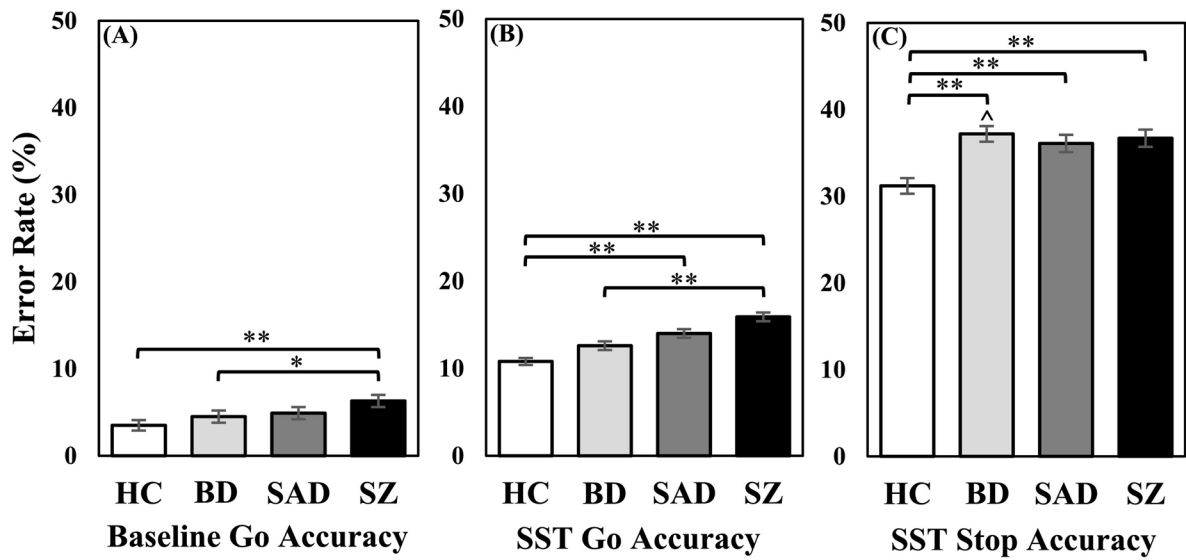 Error Rate (%)
(A)
50
40
30
20
10
0
**
*
HC BD SAD SZ
Baseline Go Accuracy
(B)
50
40
30
20
10
0
**
**
**
HC BD SAD SZ
SST Go Accuracy
(C)
50
40
30
20
10
0
**
**
**
^
HC BD SAD SZ
SST Stop Accuracy